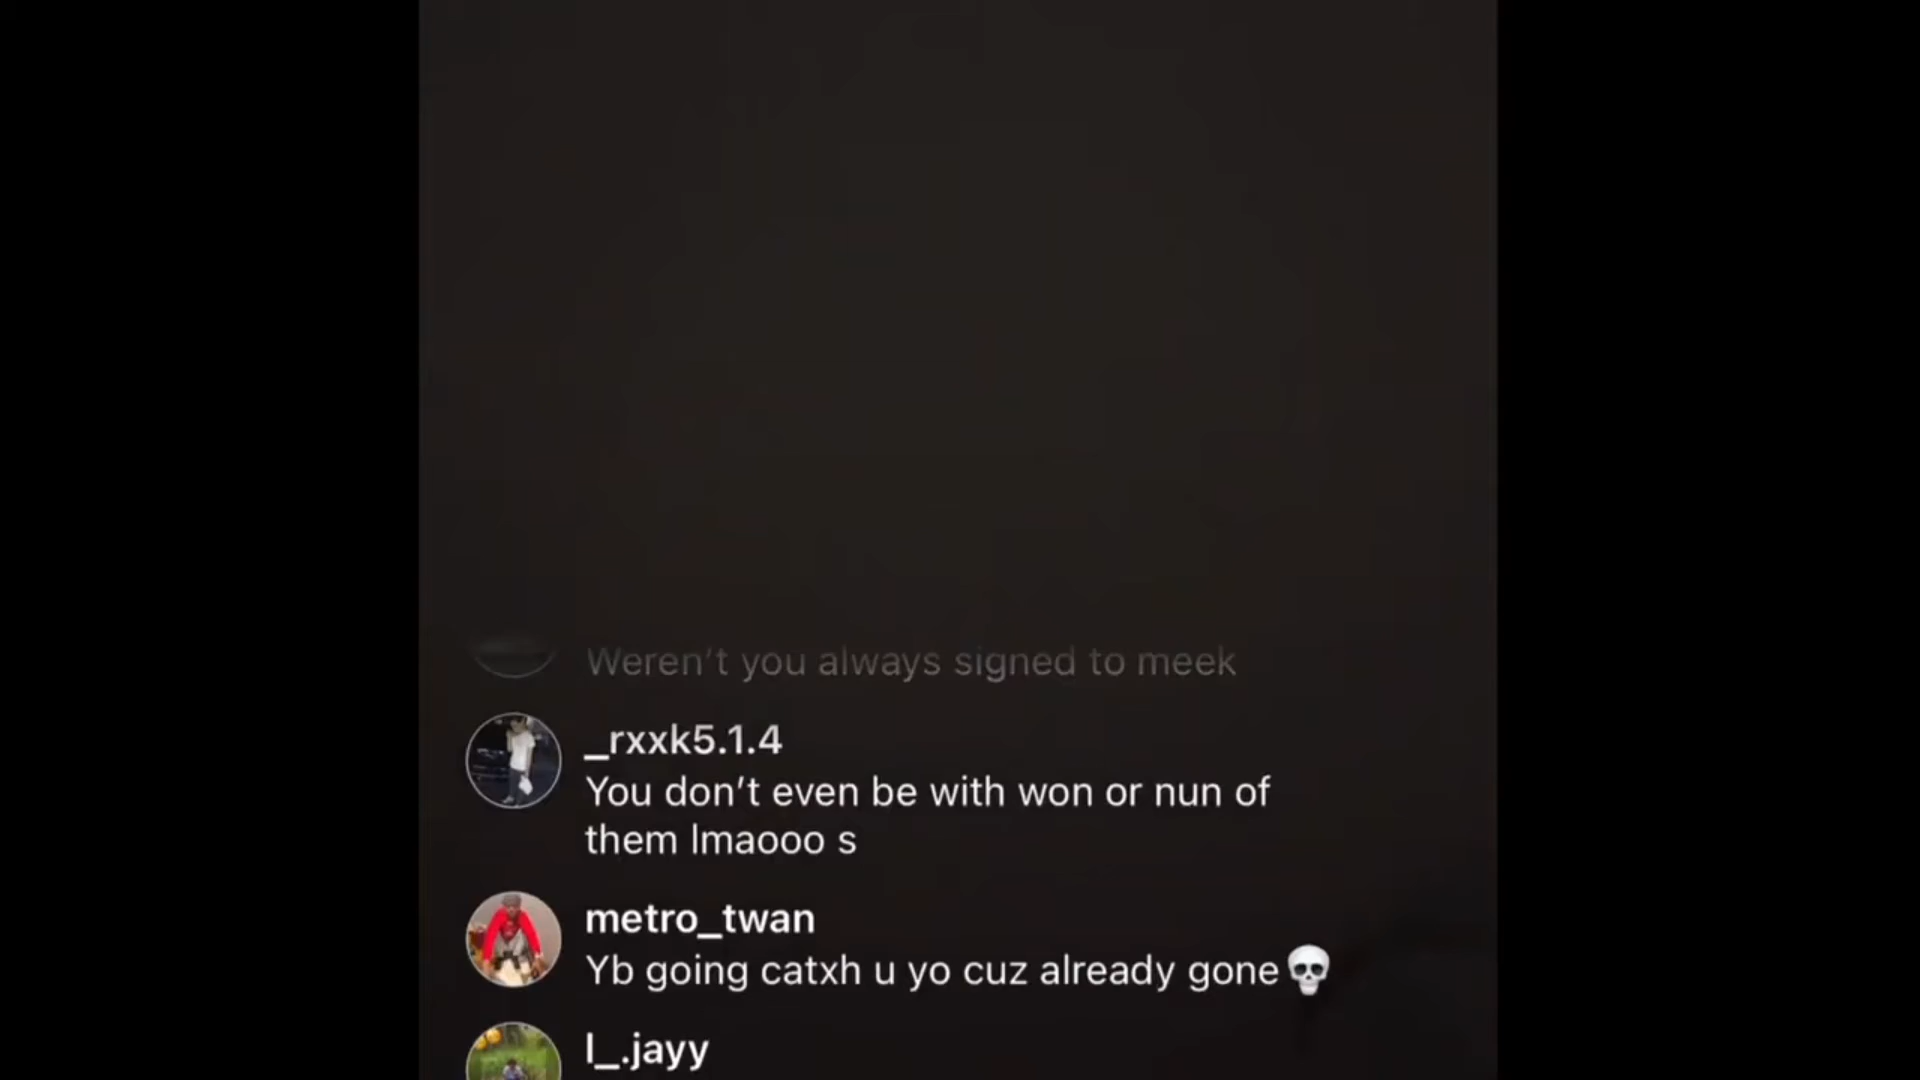 Weren’t you always signed to meek
_rxxk5.1.4
You don’t even be with won or nun of
them lmaooo s
metro_twan
Yb going catxh u yo cuz already gone💀
l_.jayy